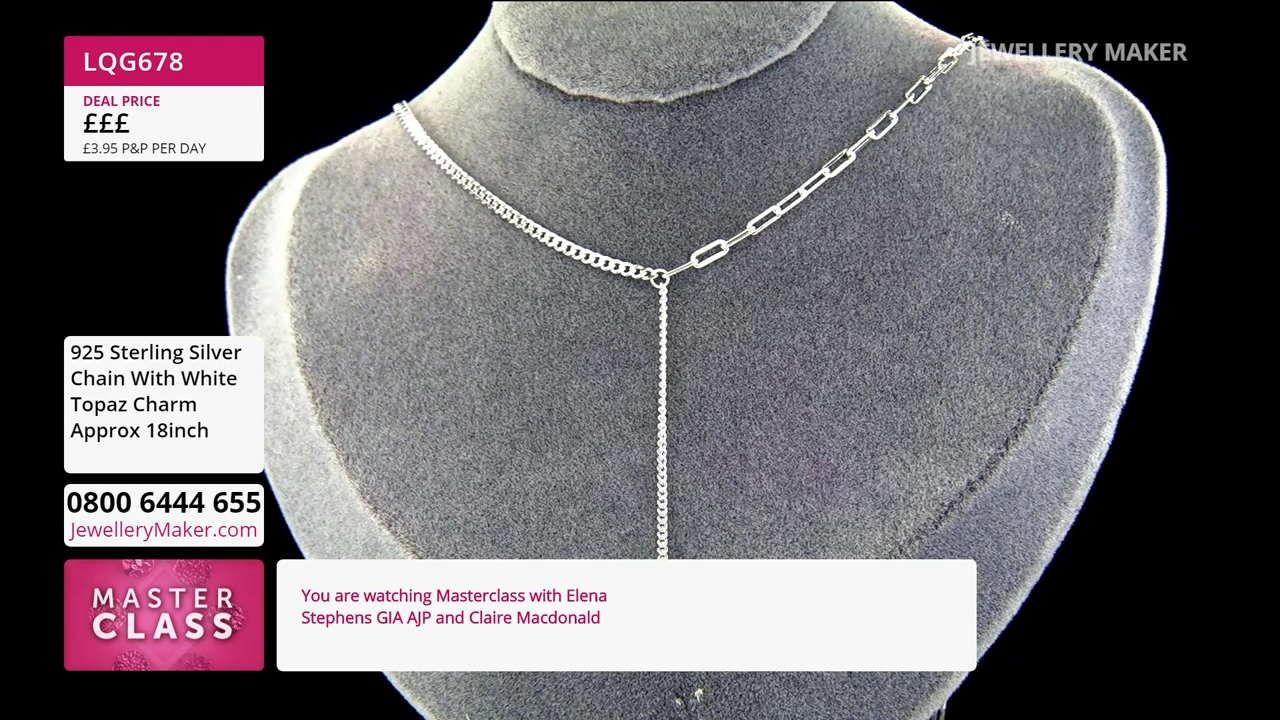 LQG678
DEAL PRICE
£££
£3.95 P&P PER DAY
JEWELLERY MAKER
925 Sterling Silver
Chain With White
Topaz Charm
Approx 18inch
0800 6444 655
JewelleryMaker.com
MASTER
CLASS
You are watching Masterclass with Elena
Stephens GIA AJP and Claire Macdonald